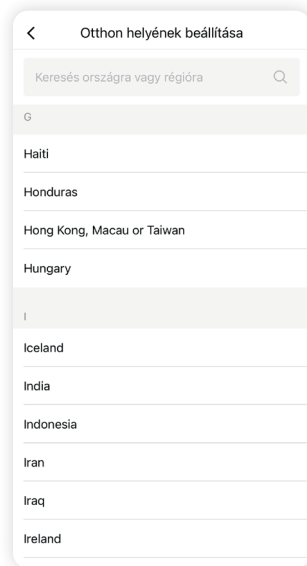 Otthon helyének beállítása
Keresés országra vagy régióra
G
Haiti
Honduras
Hong Kong, Macau or Taiwan
Hungary
I
Iceland
India
Indonesia
Iran
Iraq
Ireland